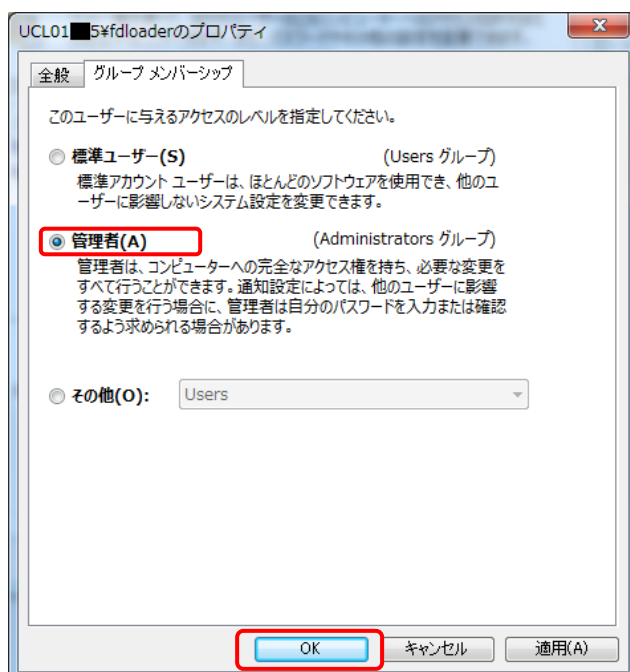 UCL01 5¥fdloaderのプロパティ
全般 グループ メンバーシップ
このユーザーに与えるアクセスのレベルを指定してください。
標準ユーザー(S) (Users グループ)
標準アカウント ユーザーは、ほとんどのソフトウェアを使用でき、他のユ
ーザーに影響しないシステム設定を変更できます。
管理者(A) (Administrators グループ)
管理者は、コンピューターへの完全なアクセス権を持ち、必要な変更を
すべて行うことができます。通知設定によっては、他のユーザーに影響
する変更を行う場合に、管理者は自分のパスワードを入力または確認
するよう求められる場合があります。
その他(O): Users
OK キャンセル 適用(A)